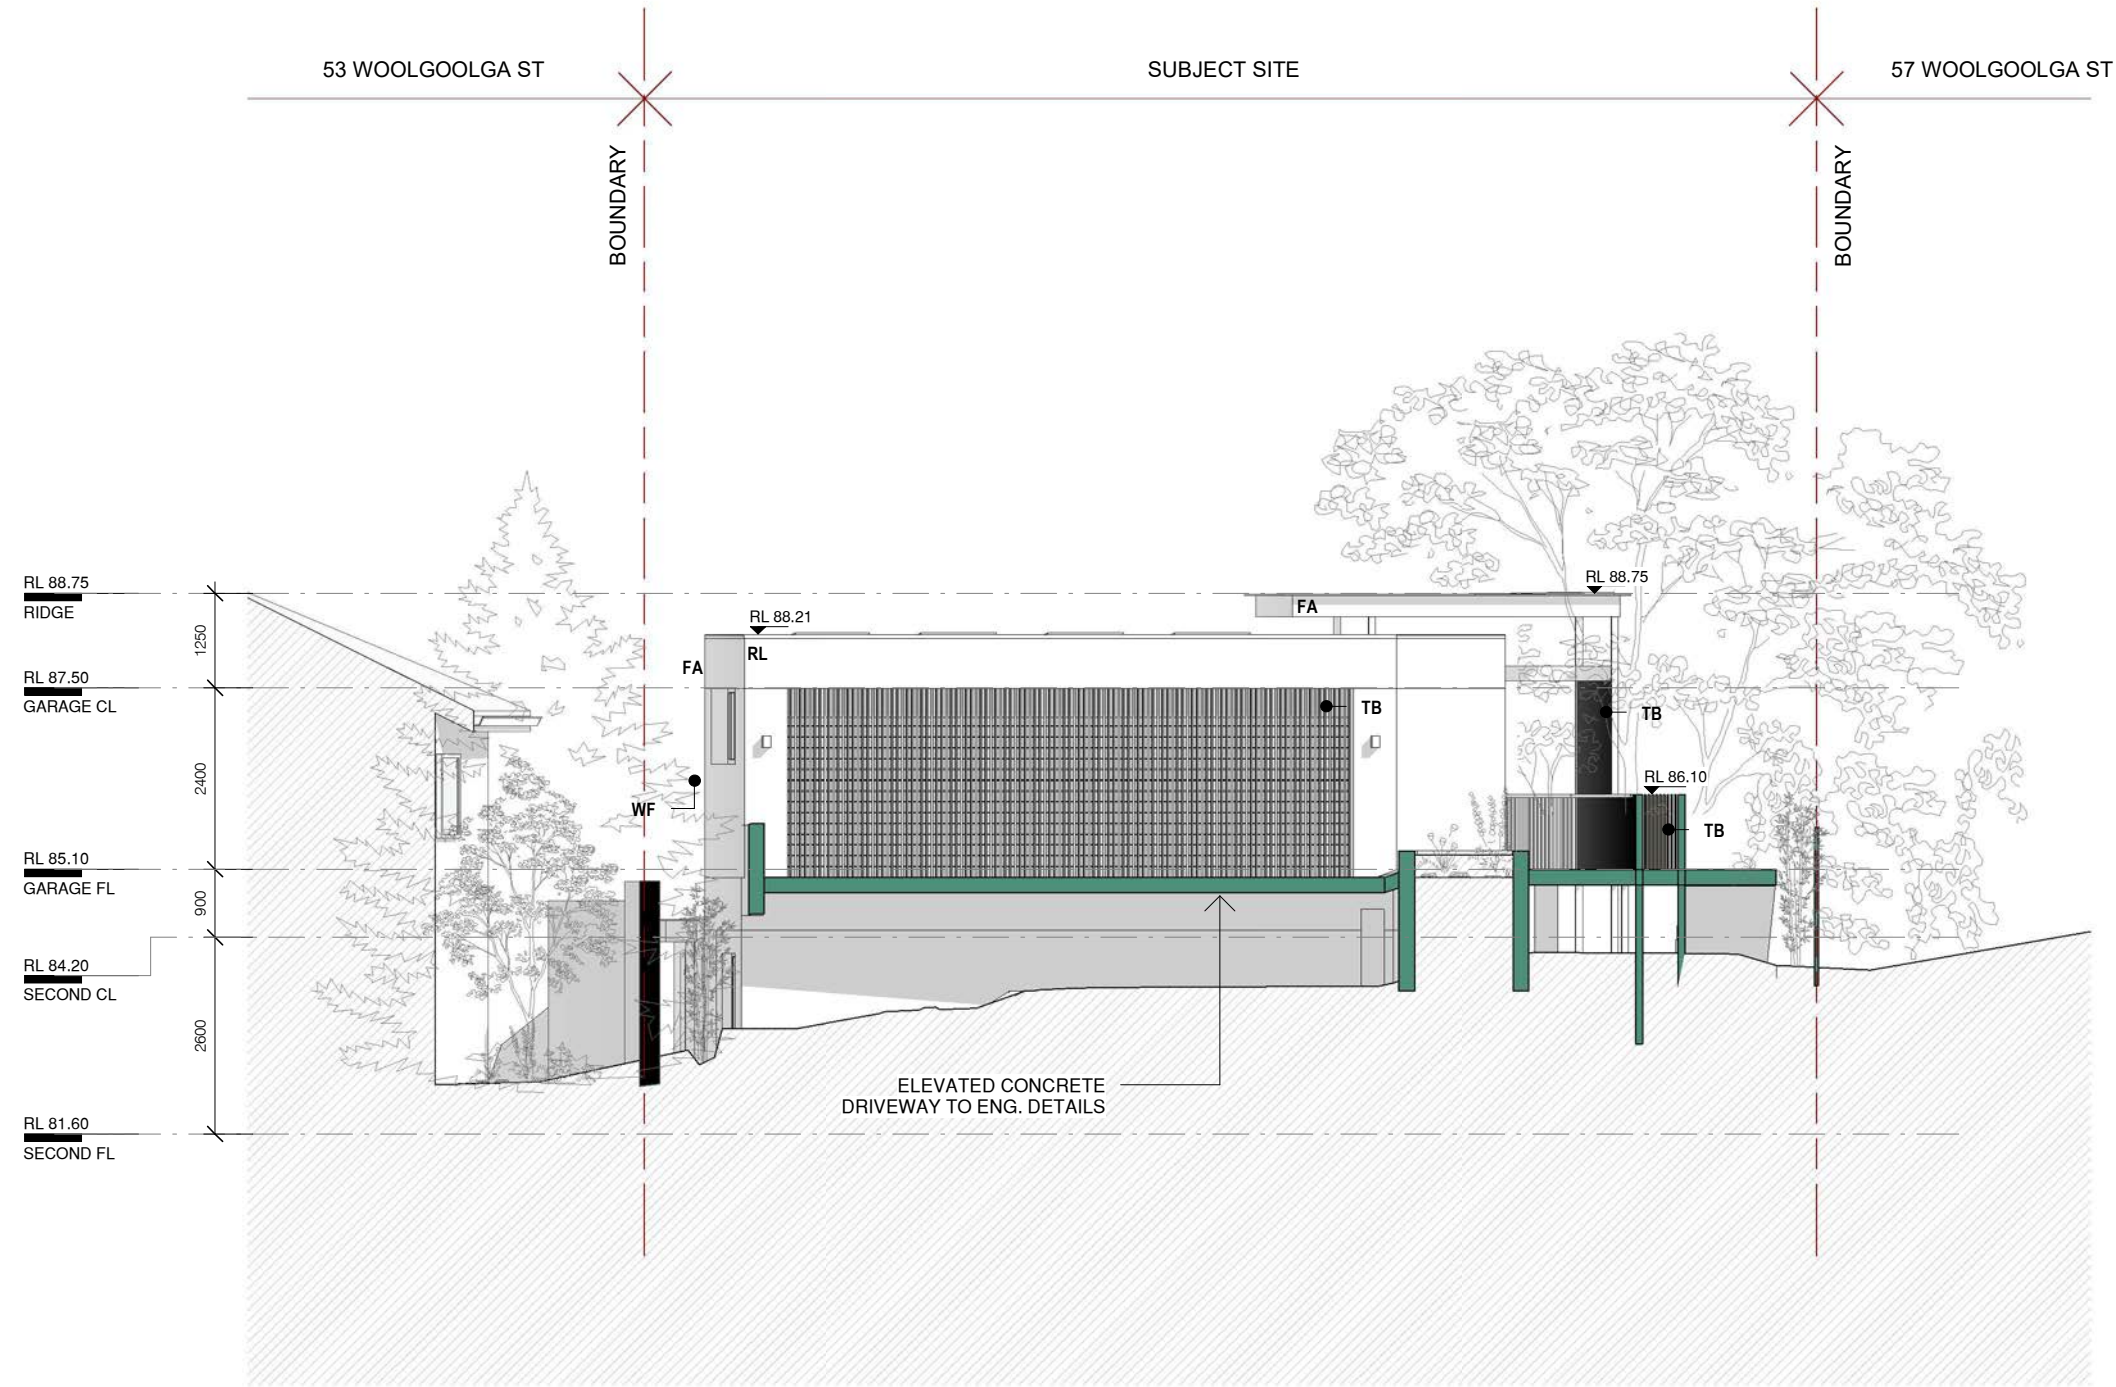 53 WOOLGOOLGA ST
SUBJECT SITE
57 WOOLGOOLGA ST
BOUNDARY
BOUNDARY
RL 88.75
RIDGE
1250
RL 87.50
GARAGE CL
2400
RL 85.10
GARAGE FL
900
RL 84.20
SECOND CL
2600
RL 81.60
SECOND FL
RL 88.75
FA
RL 88.21
RL
FA
TB
TB
WF
RL 86.10
TB
ELEVATED CONCRETE
DRIVEWAY TO ENG. DETAILS